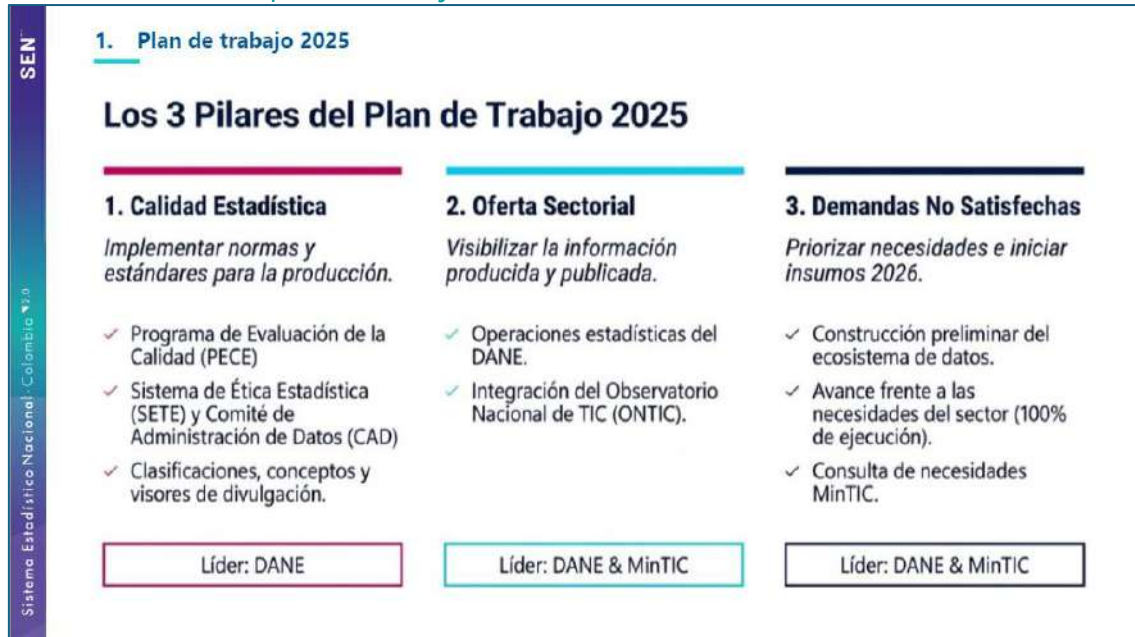 SEN
Sistema Estadístico Nacional · Colombia
1. Plan de trabajo 2025
Los 3 Pilares del Plan de Trabajo 2025
1. Calidad Estadística
Implementar normas y
estándares para la producción.
✓ Programa de Evaluación de la
Calidad (PECE)
✓ Sistema de Ética Estadística
(SETE) y Comité de
Administración de Datos (CAD)
✓ Clasificaciones, conceptos y
visores de divulgación.
Líder: DANE
2. Oferta Sectorial
Visibilizar la información
producida y publicada.
✓ Operaciones estadísticas del
DANE.
✓ Integración del Observatorio
Nacional de TIC (ONTIC).
Líder: DANE & MinTIC
3. Demandas No Satisfechas
Priorizar necesidades e iniciar
insumos 2026.
✓ Construcción preliminar del
ecosistema de datos.
✓ Avance frente a las
necesidades del sector (100%
de ejecución).
✓ Consulta de necesidades
MinTIC.
Líder: DANE & MinTIC